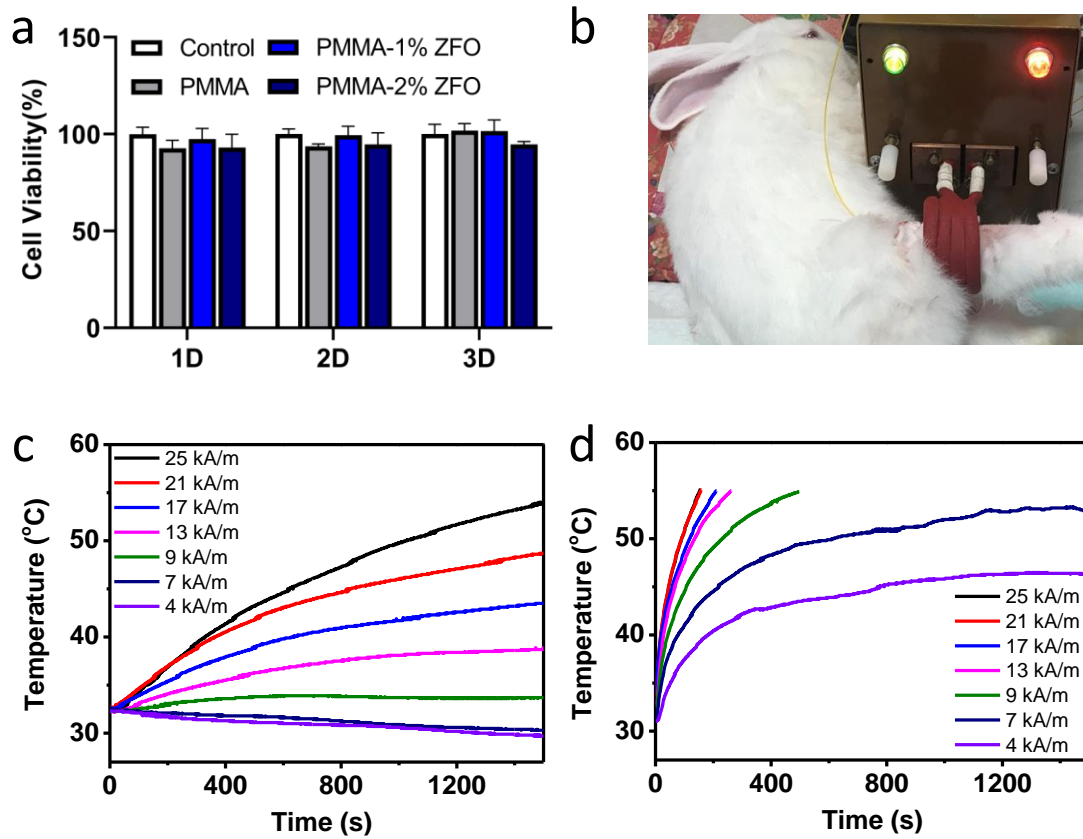 a
150
100
50
0
Cell Viability(%)
Control
PMMA-1% ZFO
PMMA
PMMA-2% ZFO
1D
2D
3D
b
c
60
50
40
30
Temperature (°C)
25 kA/m
21 kA/m
17 kA/m
13 kA/m
9 kA/m
7 kA/m
4 kA/m
0
400
800
1200
Time (s)
d
60
50
40
30
Temperature (°C)
25 kA/m
21 kA/m
17 kA/m
13 kA/m
9 kA/m
7 kA/m
4 kA/m
0
400
800
1200
Time (s)